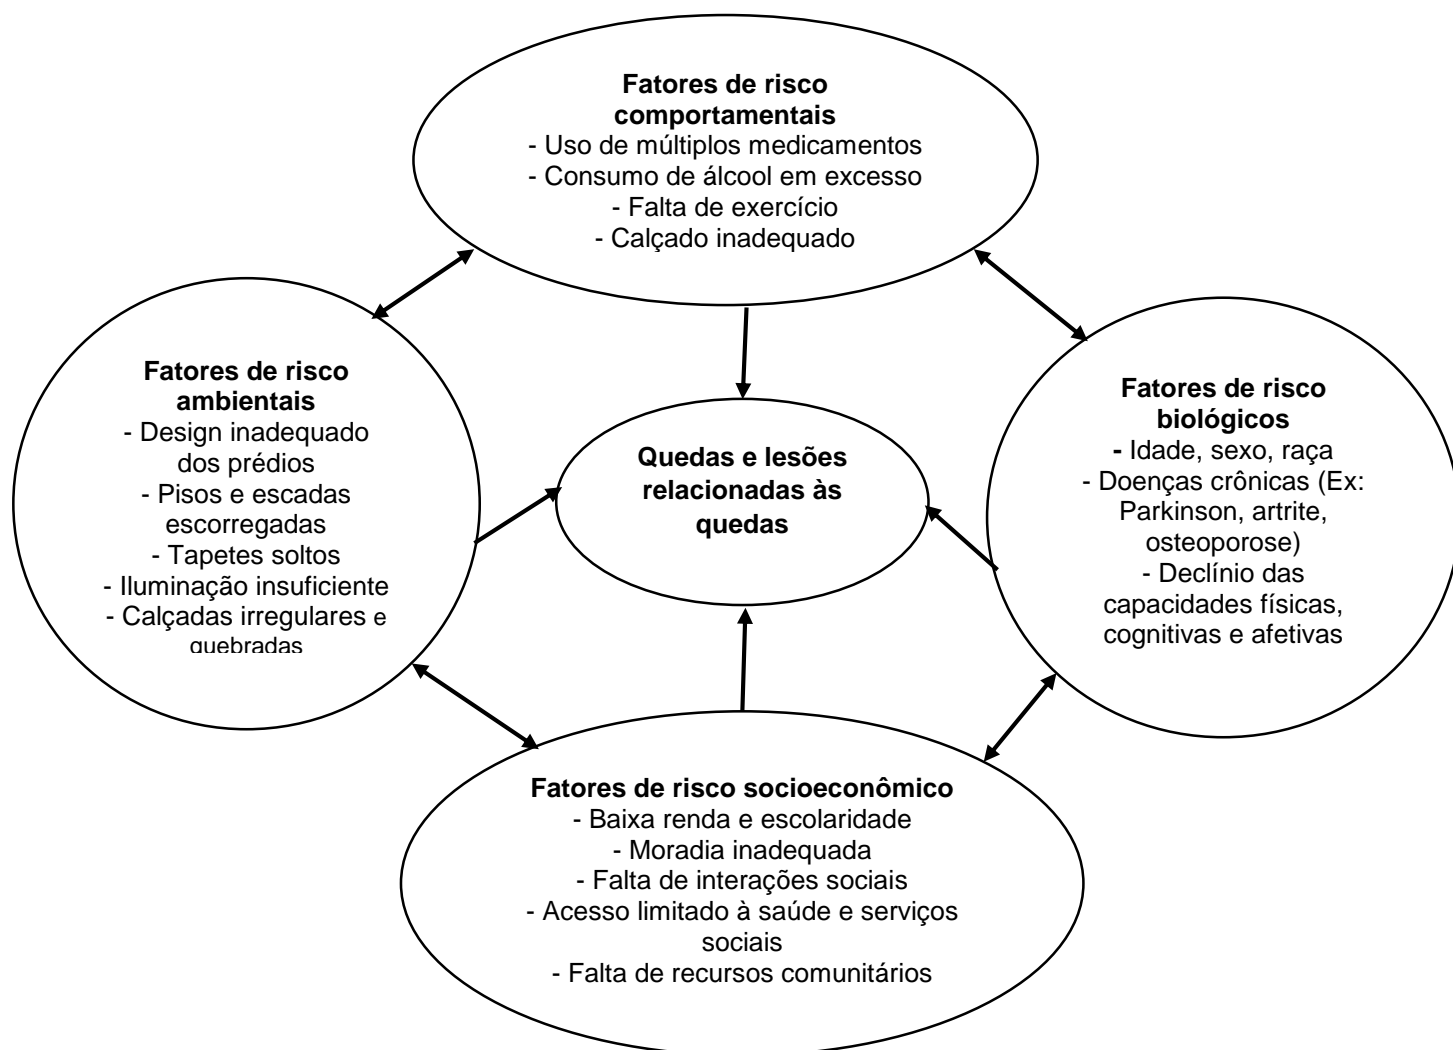 Fatores de risco
comportamentais
- Uso de múltiplos medicamentos
- Consumo de álcool em excesso
- Falta de exercício
- Calçado inadequado
Fatores de risco
ambientais
- Design inadequado
dos prédios
- Pisos e escadas
escorregadas
- Tapetes soltos
- Iluminação insuficiente
- Calçadas irregulares e
quebradas
Quedas e lesões
relacionadas às
quedas
Fatores de risco
biológicos
- Idade, sexo, raça
- Doenças crônicas (Ex:
Parkinson, artrite,
osteoporose)
- Declínio das
capacidades físicas,
cognitivas e afetivas
Fatores de risco socioeconômico
- Baixa renda e escolaridade
- Moradia inadequada
- Falta de interações sociais
- Acesso limitado à saúde e serviços
sociais
- Falta de recursos comunitários